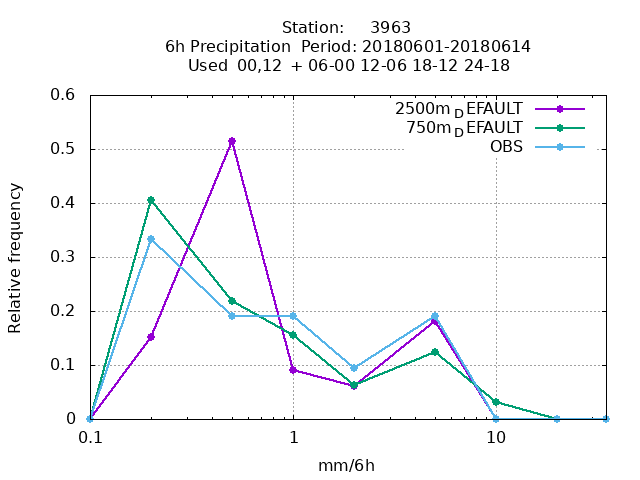 Station: 3963
6h Precipitation Period: 20180601-20180614
Used 00,12 + 06-00 12-06 18-12 24-18
2500m_DEFAULT
750m_DEFAULT
OBS
0.6
0.5
0.4
0.3
0.2
0.1
0
Relative frequency
0.1 1 10
mm/6h